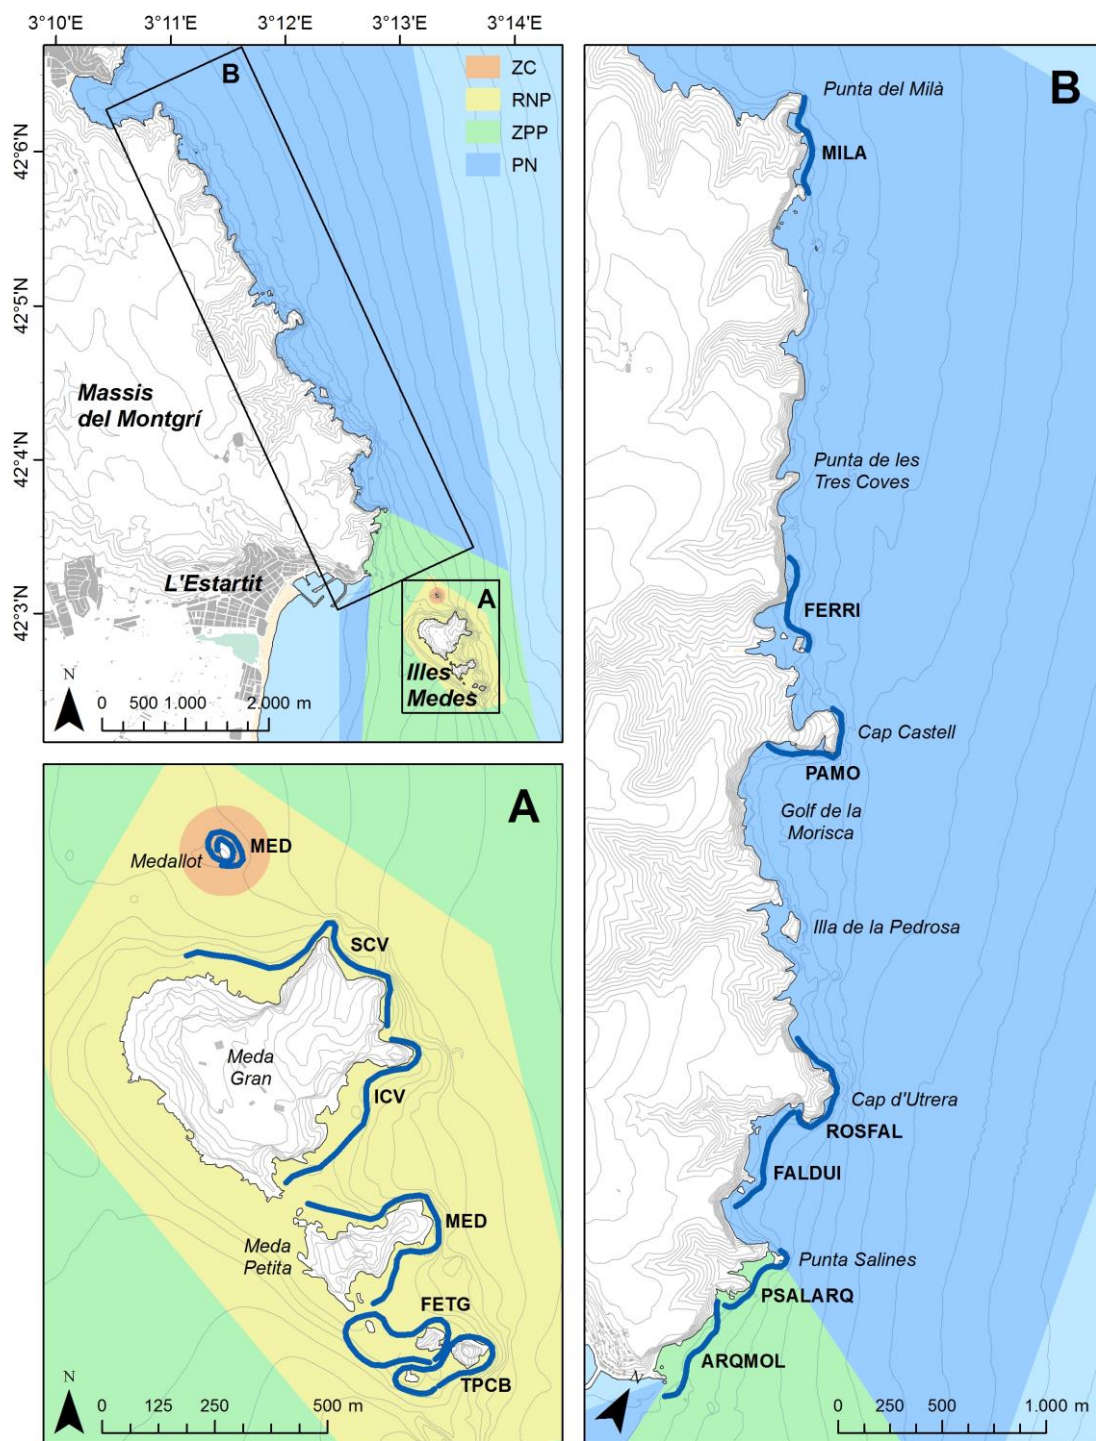 3°10'E
3°11'E
3°12'E
3°13'E
3°14'E
42°6'N
42°5'N
42°4'N
42°3'N
B
ZC
RNP
ZPP
PN
Massis
del Montgrí
L'Estartit
A
Illes
Medes
N
0 500 1.000 2.000 m
A
MED
Medallot
SCV
Meda
Gran
ICV
MED
Meda
Petita
FETG
TPCB
N
0 125 250 500 m
B
Punta del Milà
MILA
Punta de les
Tres Coves
FERRI
Cap Castell
PAMO
Golf de la
Morisca
Illa de la Pedrosa
Cap d'Utrera
ROSFAL
FALDUI
Punta Salines
PSALARQ
ARQMOL
N
0 250 500 1.000 m